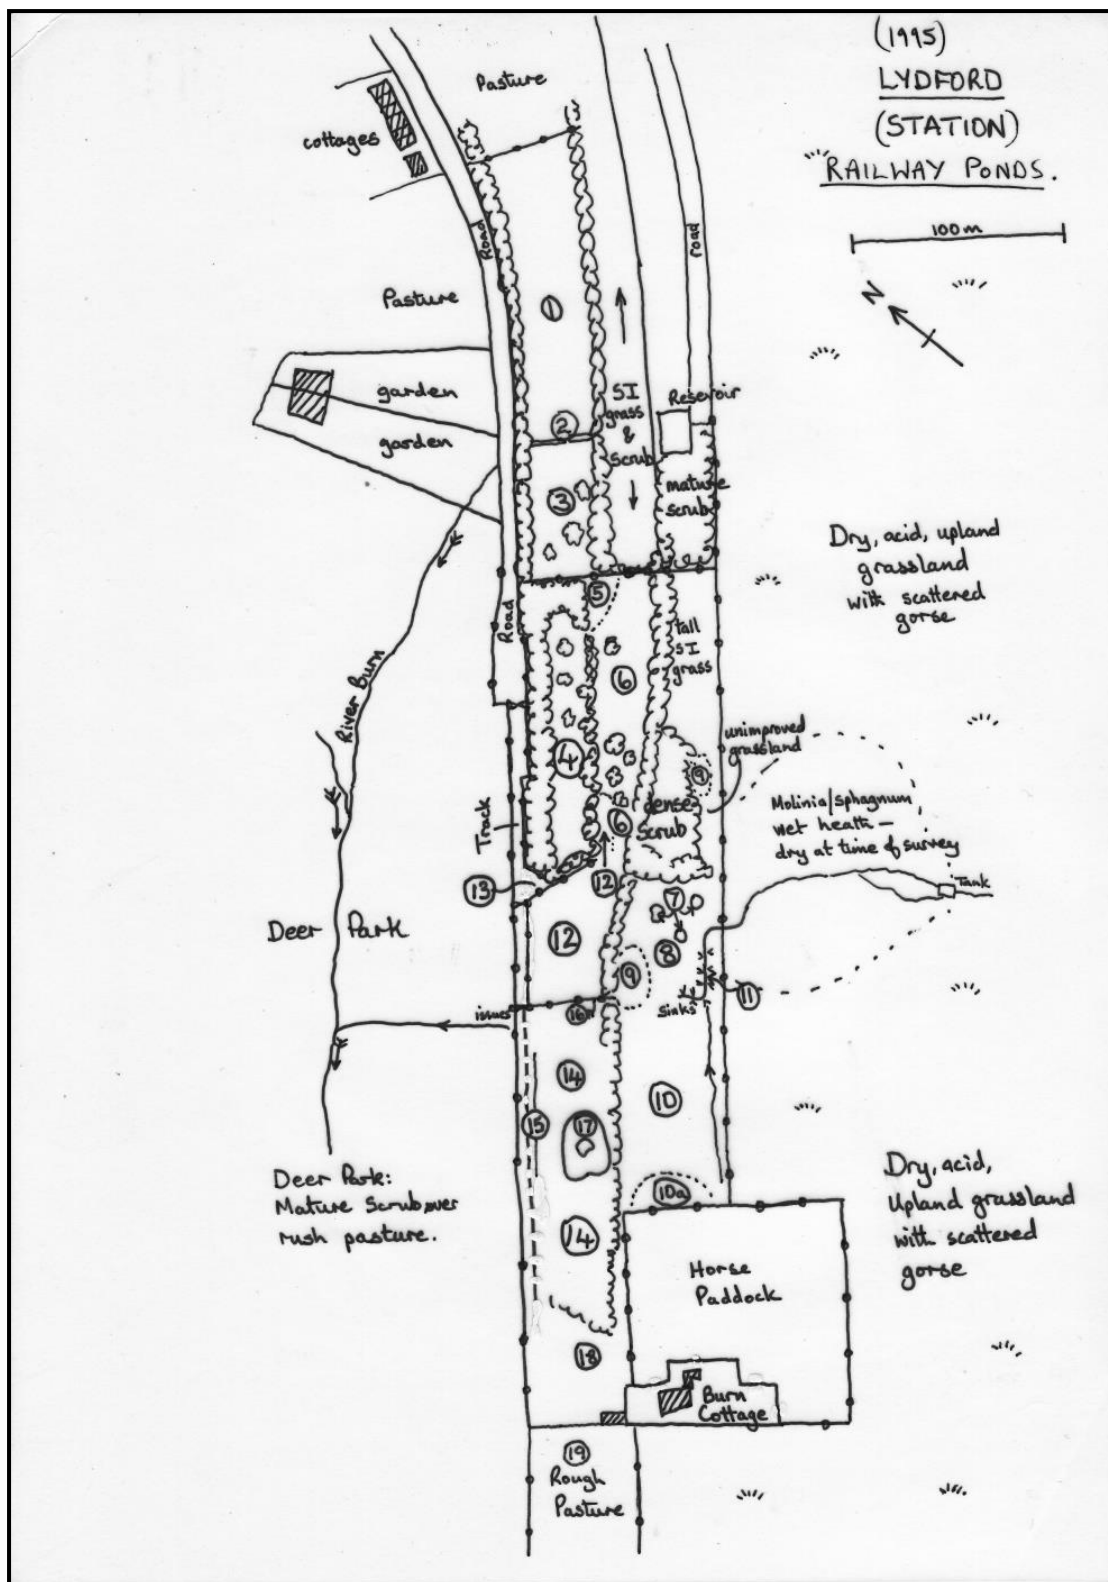 (1995)
LYDFORD
(STATION)
RAILWAY PONDS.
100m
N
Pasture
cottages
Road
road
Pasture
1
garden
garden
2
SI
grass
&
scrub
Reservoir
mature
scrub
3
Dry, acid, upland
grassland
with scattered
gorse
5
Road
River Burn
6
tall
SI
grass
4
unimproved
grassland
9
Molinia/sphagnum
wet heath –
dry at time of survey
Track
6
dense
scrub
Tank
13
12
7
Deer Park
12
8
9
11
issues
16
Sinks
14
10
15
17
Deer Park:
Mature Scrub over
rush pasture.
10a
Dry, acid,
Upland grassland
with scattered
gorse
14
Horse
Paddock
18
Burn
Cottage
19
Rough
Pasture